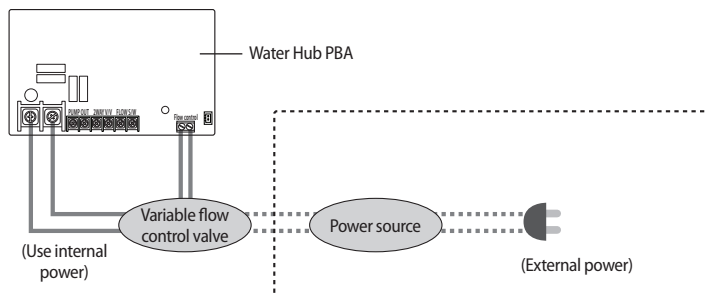 Water Hub PBA
PUMP OUT 2WAY V/V FLOW S/W
Flow control
Variable flow
control valve
Power source
(Use internal
power)
(External power)